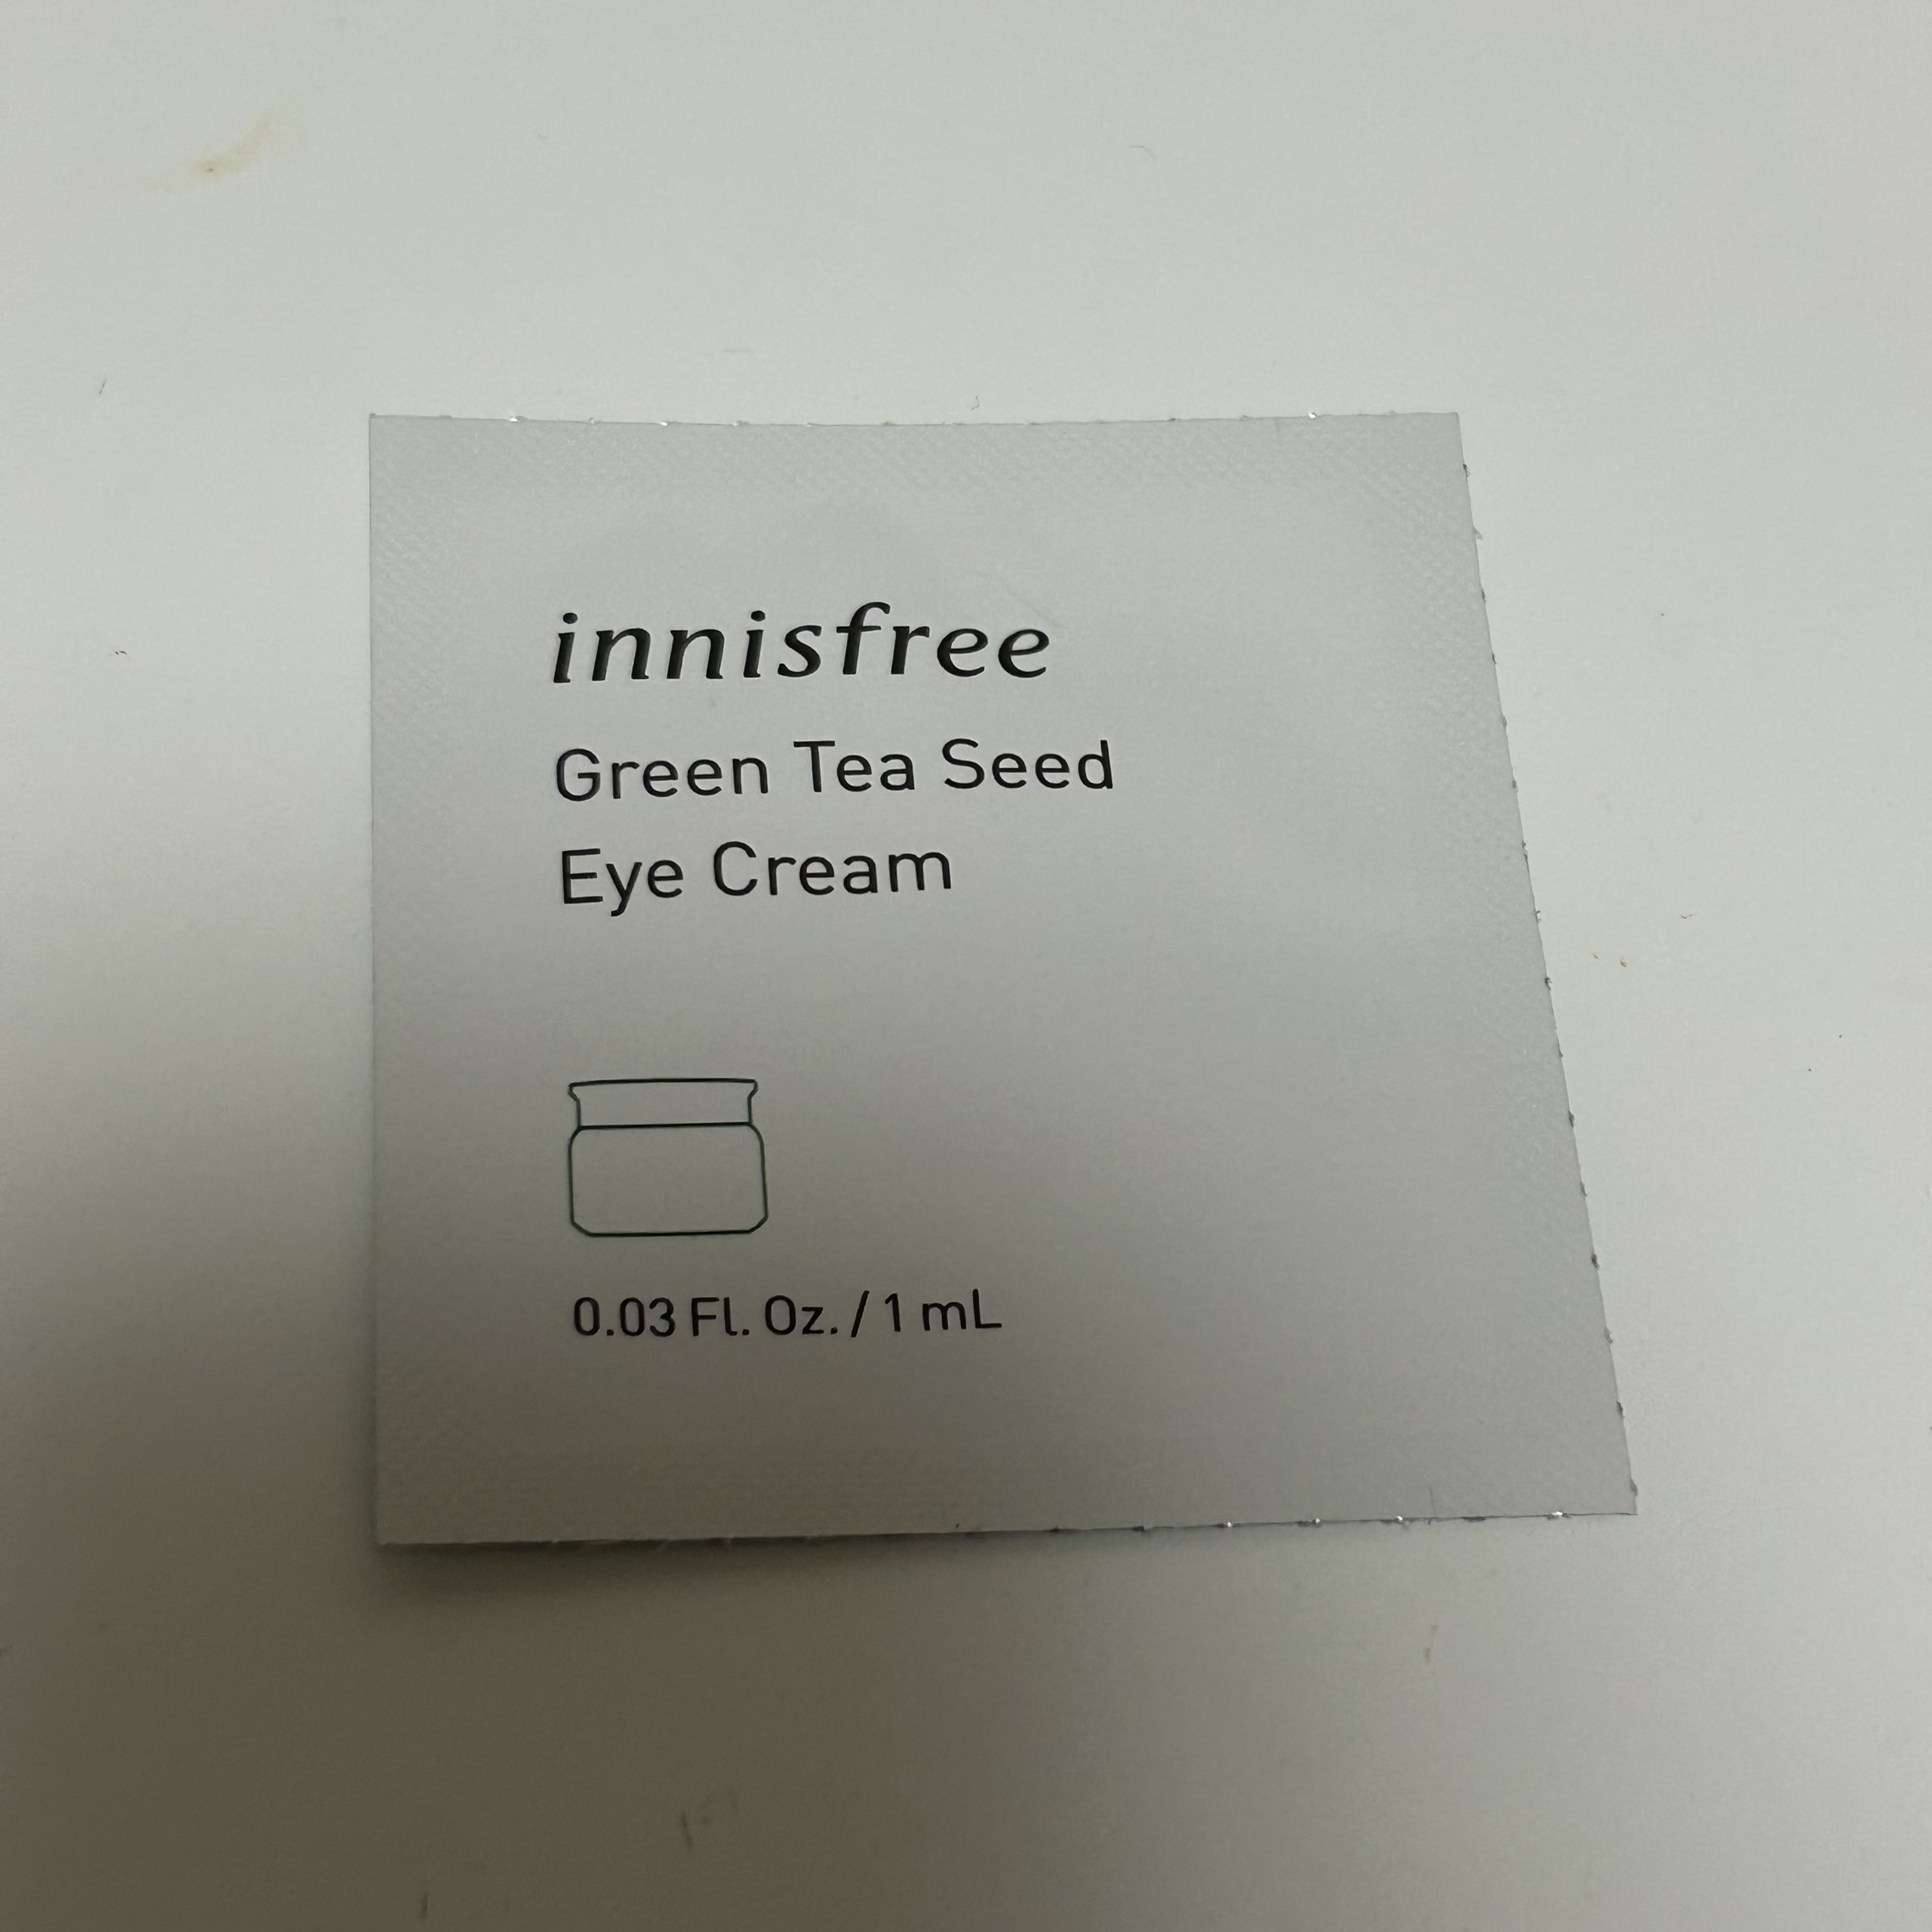 innisfree
Green Tea Seed
Eye Cream
0.03 Fl. Oz. / 1 mL